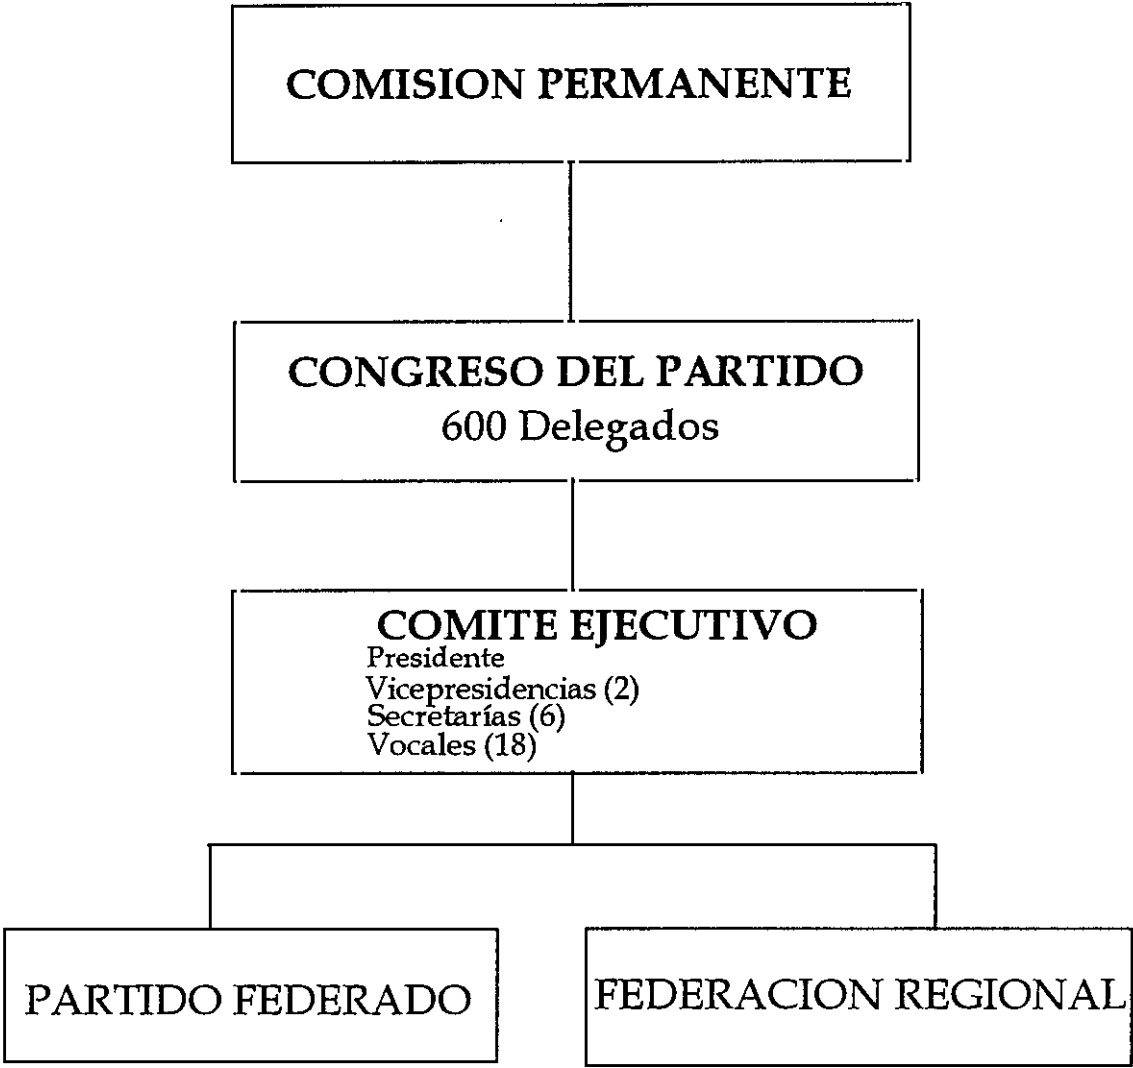 COMISION PERMANENTE
CONGRESO DEL PARTIDO
600 Delegados
COMITE EJECUTIVO
Presidente
Vicepresidencias (2)
Secretarías (6)
Vocales (18)
PARTIDO FEDERADO
FEDERACION REGIONAL